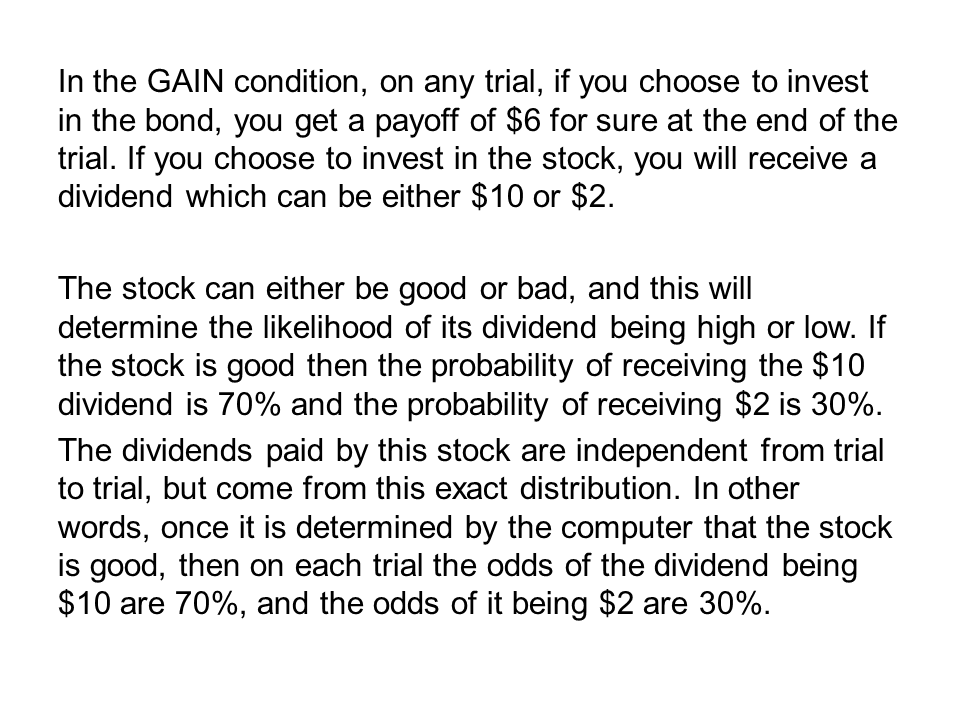 In the GAIN condition, on any trial, if you choose to invest
in the bond, you get a payoff of $6 for sure at the end of the
trial. If you choose to invest in the stock, you will receive a
dividend which can be either $10 or $2.
The stock can either be good or bad, and this will
determine the likelihood of its dividend being high or low. If
the stock is good then the probability of receiving the $10
dividend is 70% and the probability of receiving $2 is 30%.
The dividends paid by this stock are independent from trial
to trial, but come from this exact distribution. In other
words, once it is determined by the computer that the stock
is good, then on each trial the odds of the dividend being
$10 are 70%, and the odds of it being $2 are 30%.